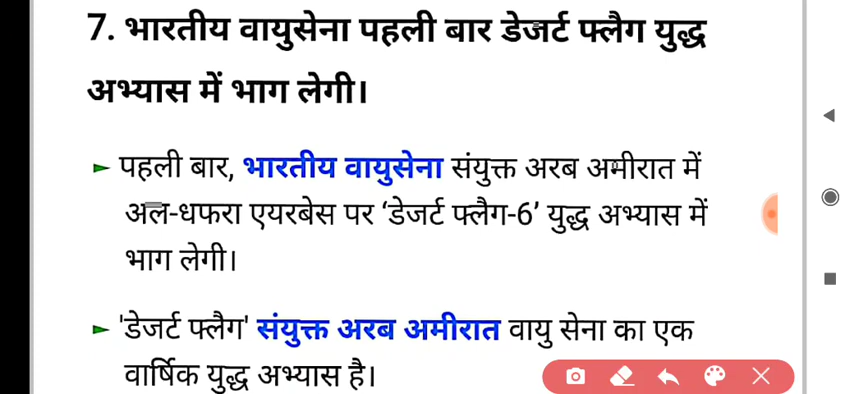 7. भारतीय वायुसेना पहली बार डेजर्ट फ्लैग युद्ध
अभ्यास में भाग लेगी।
► पहली बार, भारतीय वायुसेना संयुक्त अरब अमीरात में
अल-धफरा एयरबेस पर ‘डेजर्ट फ्लैग-6’ युद्ध अभ्यास में
भाग लेगी।
► 'डेजर्ट फ्लैग' संयुक्त अरब अमीरात वायु सेना का एक
वार्षिक युद्ध अभ्यास है।